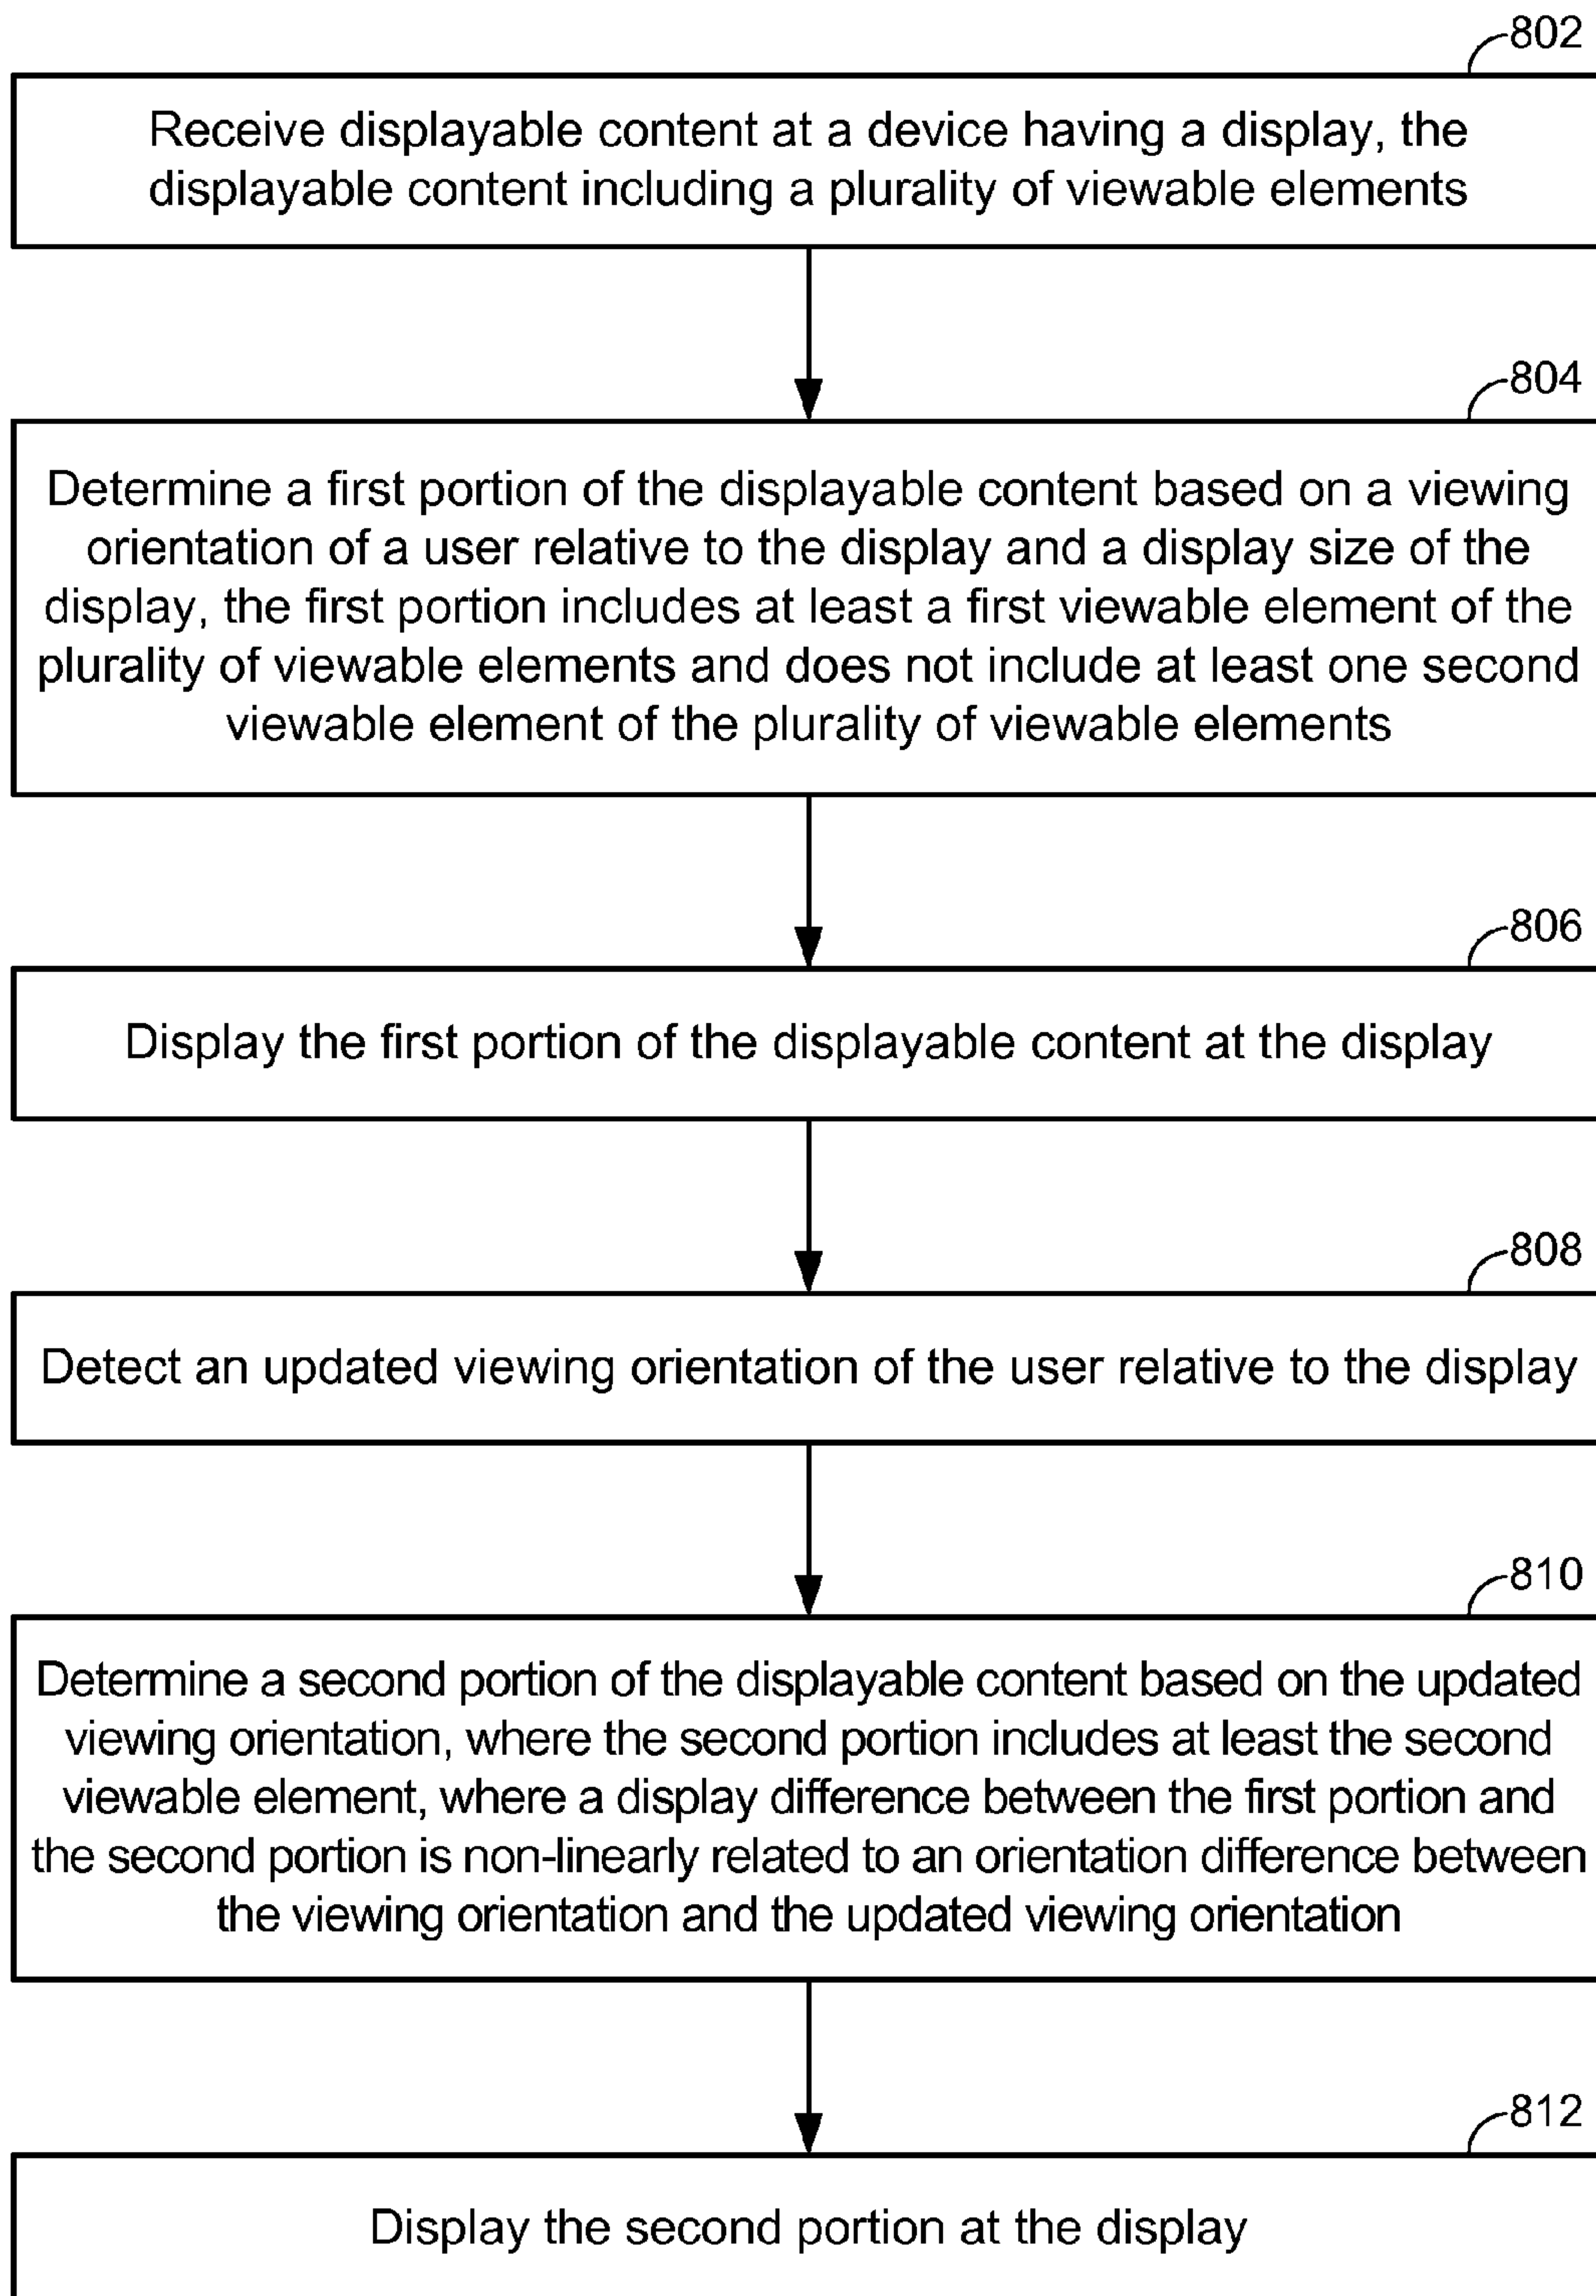 802
Receive displayable content at a device having a display, the
displayable content including a plurality of viewable elements
804
Determine a first portion of the displayable content based on a viewing
orientation of a user relative to the display and a display size of the
display, the first portion includes at least a first viewable element of the
plurality of viewable elements and does not include at least one second
viewable element of the plurality of viewable elements
806
Display the first portion of the displayable content at the display
808
Detect an updated viewing orientation of the user relative to the display
810
Determine a second portion of the displayable content based on the updated
viewing orientation, where the second portion includes at least the second
viewable element, where a display difference between the first portion and
the second portion is non-linearly related to an orientation difference between
the viewing orientation and the updated viewing orientation
812
Display the second portion at the display